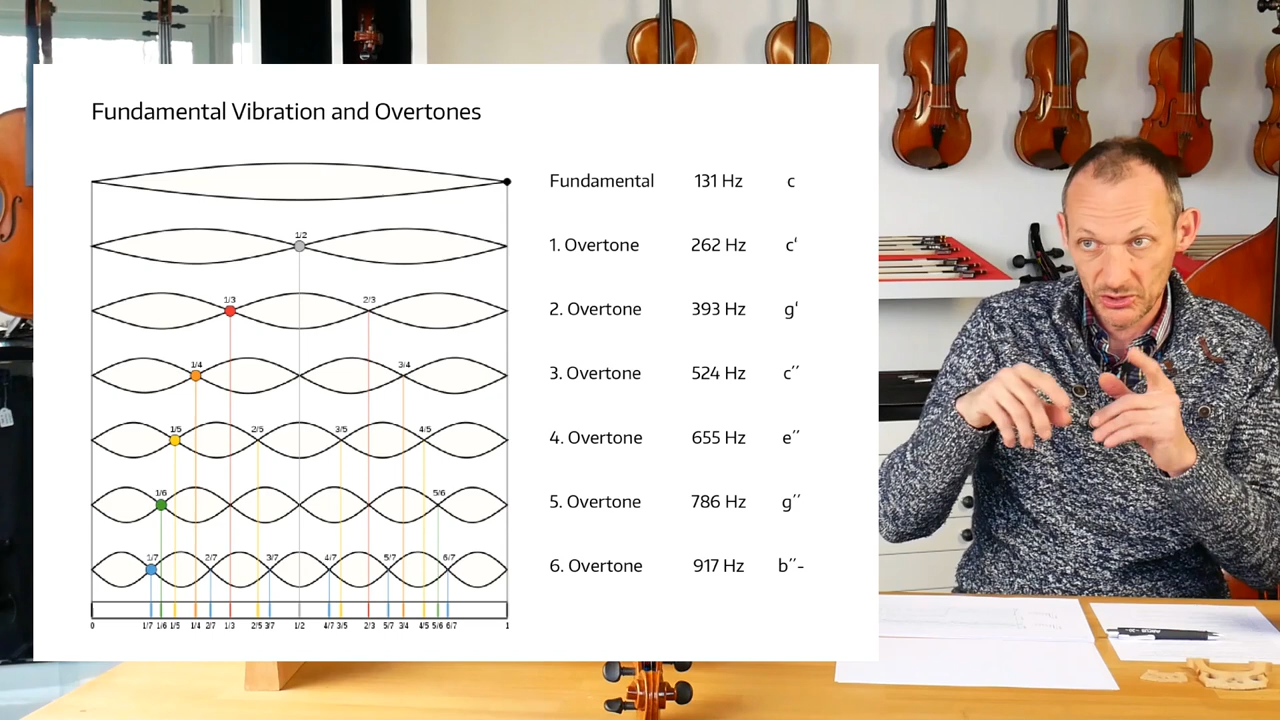 Fundamental Vibration and Overtones
Fundamental 131 Hz c
1/2
1. Overtone 262 Hz c‘
1/3 2/3
2. Overtone 393 Hz g‘
1/4 3/4
3. Overtone 524 Hz c´´
1/5 2/5 3/5 4/5
4. Overtone 655 Hz e´´
1/6 5/6
5. Overtone 786 Hz g´´
1/7 2/7 3/7 4/7 5/7 6/7
6. Overtone 917 Hz b´´-
0 1/7 1/6 1/5 1/4 2/7 1/3 2/5 3/7 1/2 4/7 3/5 2/3 5/7 3/4 4/5 5/6 6/7 1